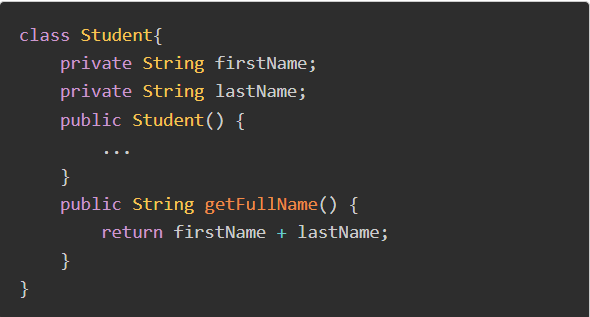 class Student{
    private String firstName;
    private String lastName;
    public Student() {
        ...
    }
    public String getFullName() {
        return firstName + lastName;
    }
}